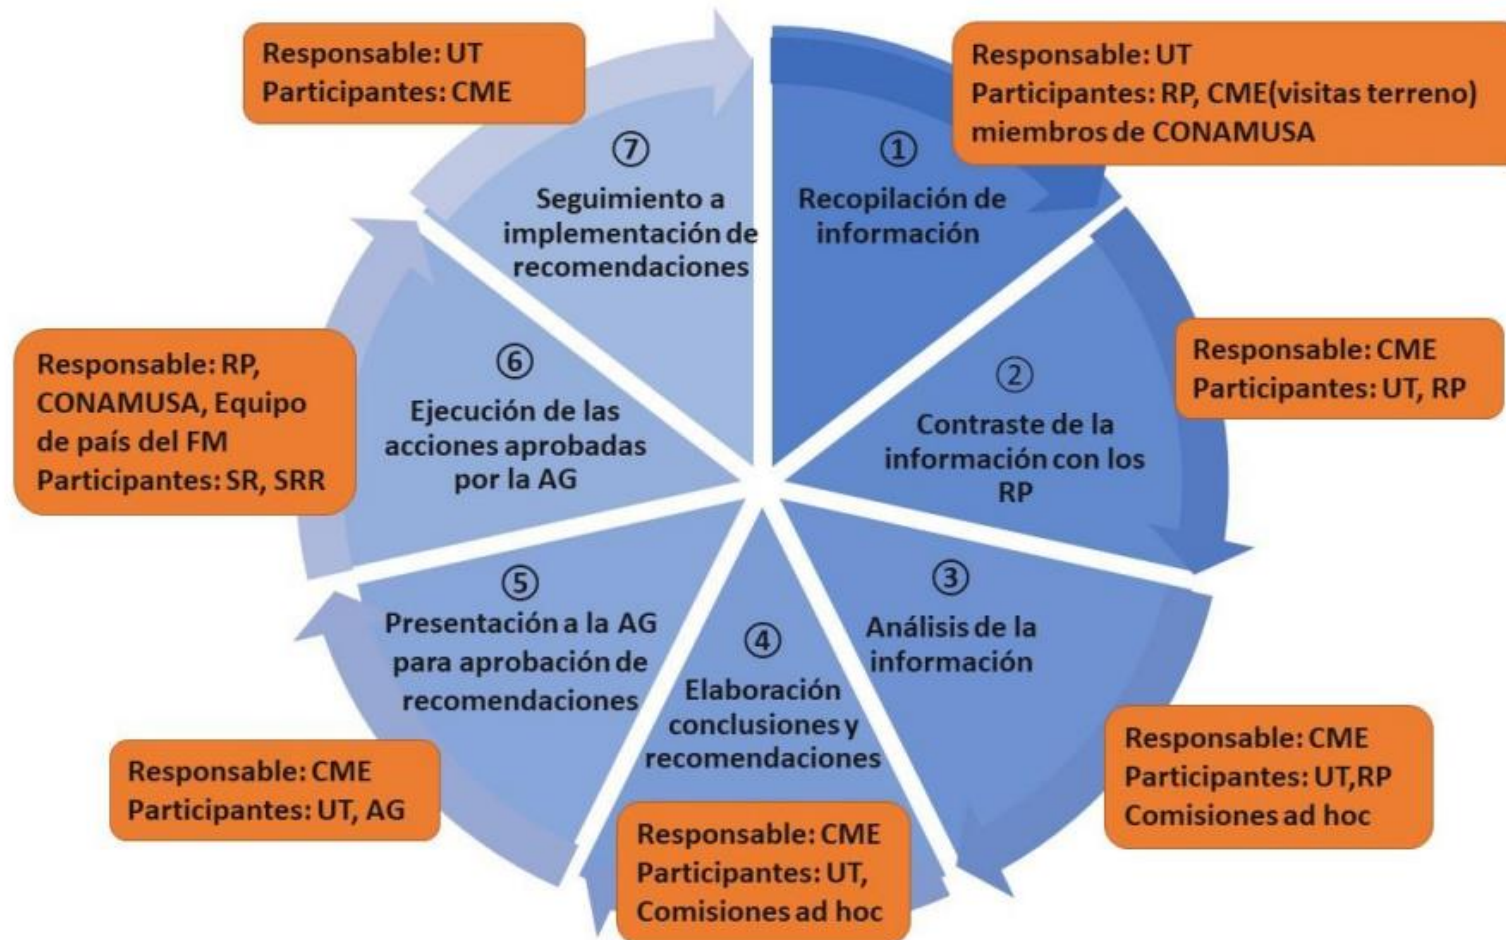 Responsable: UT
Participantes: RP, CME(visitas terreno)
miembros de CONAMUSA
①
Recopilación de
información
Responsable: CME
Participantes: UT, RP
②
Contraste de la
información con los
RP
Responsable: CME
Participantes: UT,RP
Comisiones ad hoc
③
Análisis de la
información
④
Elaboración
conclusiones y
recomendaciones
Responsable: CME
Participantes: UT,
Comisiones ad hoc
⑤
Presentación a la AG
para aprobación de
recomendaciones
Responsable: CME
Participantes: UT, AG
⑥
Ejecución de las
acciones aprobadas
por la AG
Responsable: RP,
CONAMUSA, Equipo
de país del FM
Participantes: SR, SRR
⑦
Seguimiento a
implementación de
recomendaciones
Responsable: UT
Participantes: CME